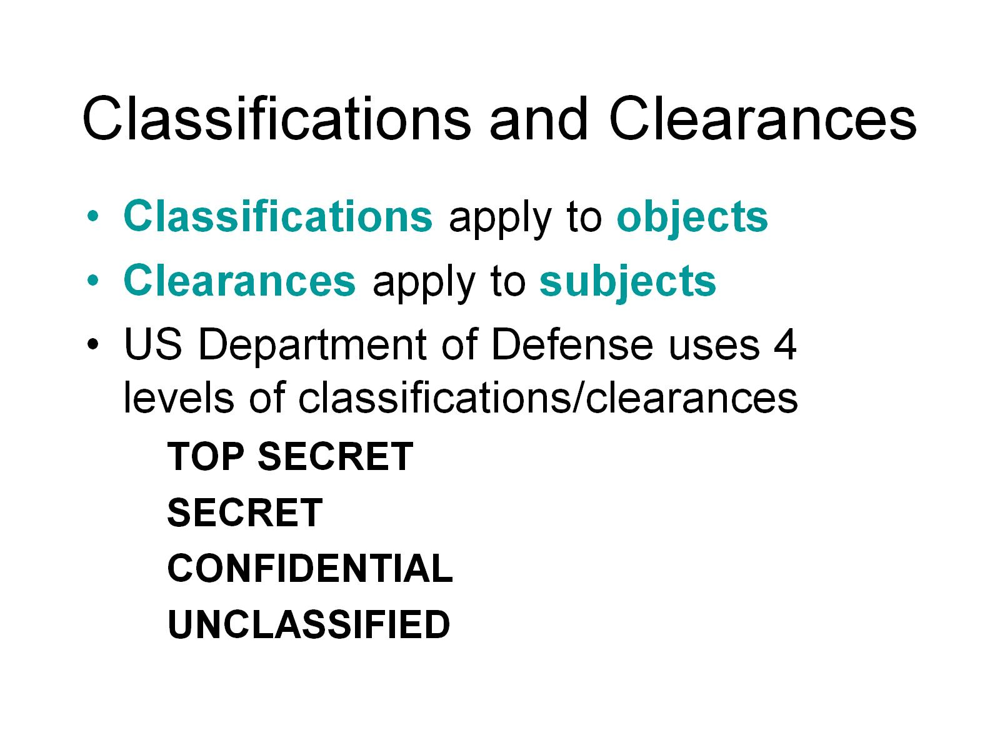 Classifications and Clearances
• Classifications apply to objects
• Clearances apply to subjects
• US Department of Defense uses 4
levels of classifications/clearances
TOP SECRET
SECRET
CONFIDENTIAL
UNCLASSIFIED